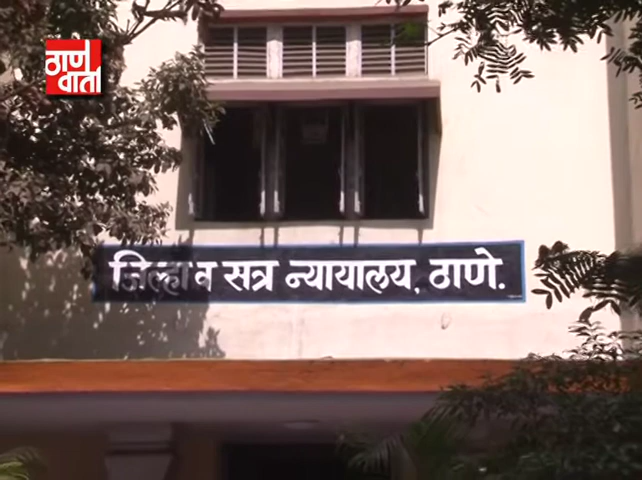 ठाणे
वार्ता
जिल्हा व सत्र न्यायालय, ठाणे.